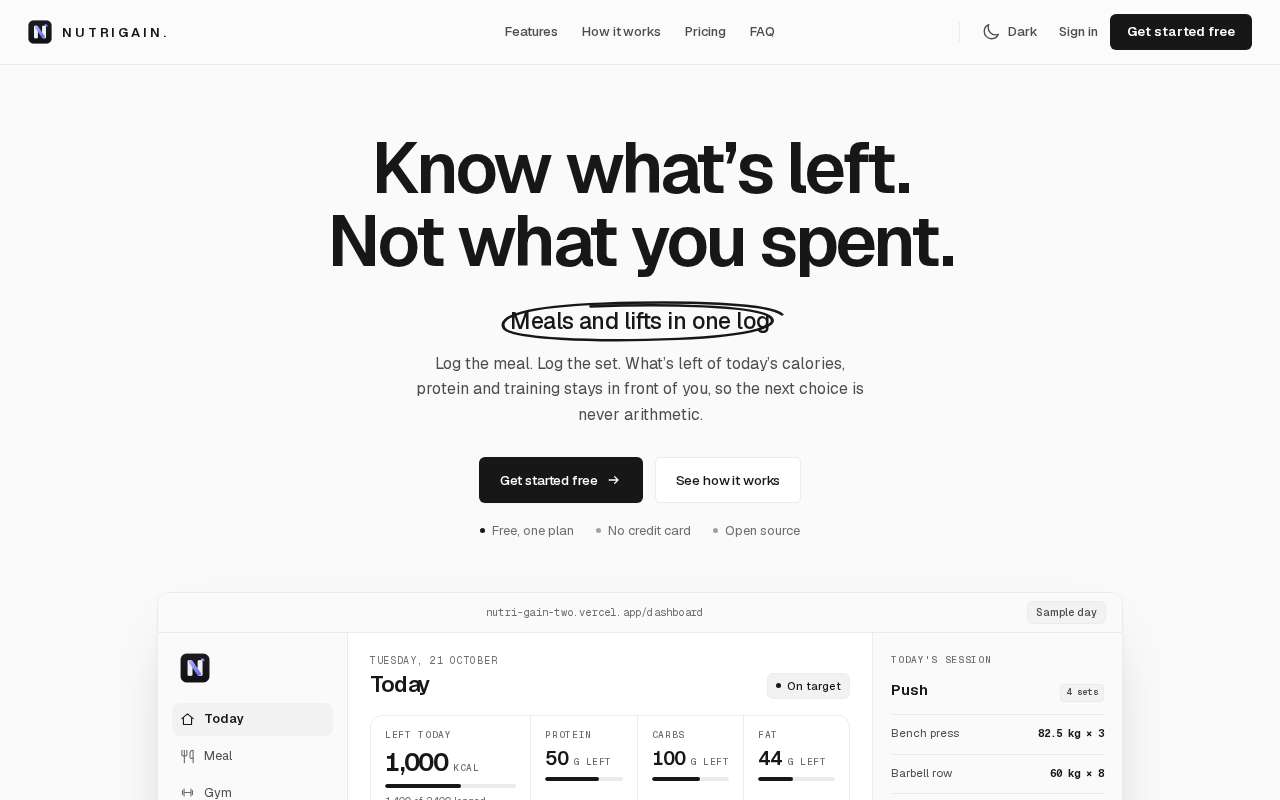 NUTRIGAIN.
Features How it works Pricing FAQ
Dark Sign in Get started free
Know what’s left.
Not what you spent.
Meals and lifts in one log
Log the meal. Log the set. What’s left of today’s calories,
protein and training stays in front of you, so the next choice is
never arithmetic.
Get started free → See how it works
Free, one plan No credit card Open source
nutri-gain-two.vercel.app/dashboard
Sample day
Today
Meal
Gym
TUESDAY, 21 OCTOBER
Today
On target
LEFT TODAY
1,000 KCAL
PROTEIN
50 G LEFT
CARBS
100 G LEFT
FAT
44 G LEFT
TODAY'S SESSION
Push
4 sets
Bench press 82.5 kg × 3
Barbell row 60 kg × 8